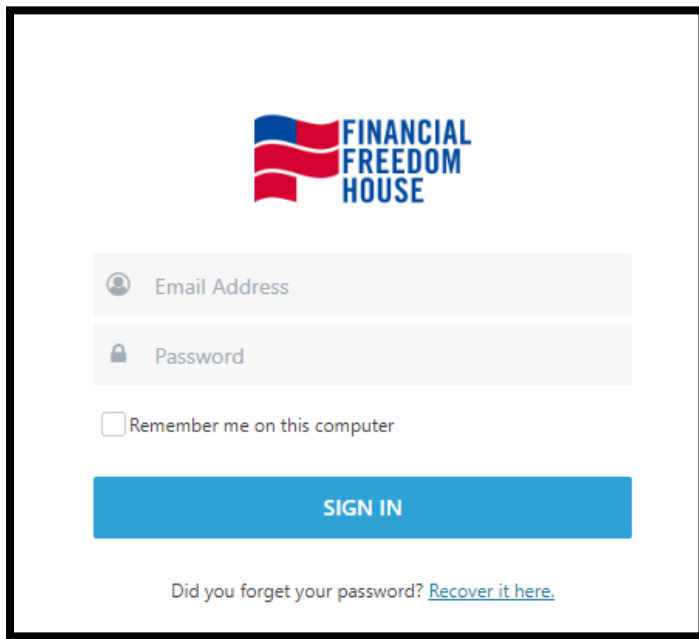 FINANCIAL
FREEDOM
HOUSE
Email Address
Password
Remember me on this computer
SIGN IN
Did you forget your password? Recover it here.